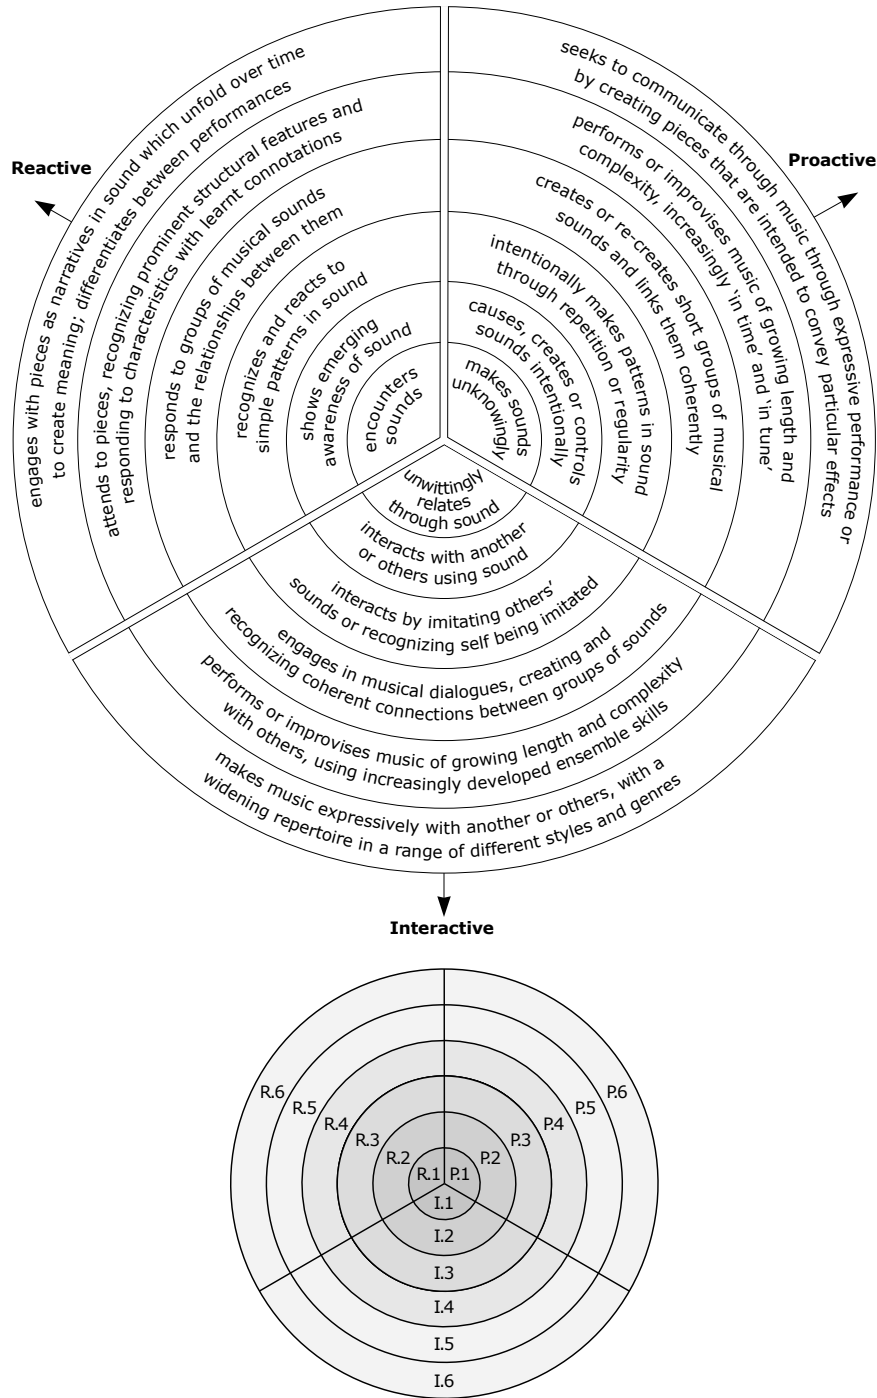 Reactive
engages with pieces as narratives in sound which unfold over time
to create meaning; differentiates between performances
attends to pieces, recognizing prominent structural features and
responding to characteristics with learnt connotations
responds to groups of musical sounds
and the relationships between them
recognizes and reacts to
simple patterns in sound
shows emerging
awareness of sound
encounters
sounds
Proactive
seeks to communicate through music through expressive performance or
by creating pieces that are intended to convey particular effects
performs or improvises music of growing length and
complexity, increasingly ‘in time’ and ‘in tune’
creates or re-creates short groups of musical
sounds and links them coherently
intentionally makes patterns in sound
through repetition or regularity
causes, creates or controls
sounds intentionally
makes sounds
unknowingly
unwittingly
relates
through sound
interacts with another
or others using sound
interacts by imitating others’
sounds or recognizing self being imitated
engages in musical dialogues, creating and
recognizing coherent connections between groups of sounds
performs or improvises music of growing length and complexity
with others, using increasingly developed ensemble skills
makes music expressively with another or others, with a
widening repertoire in a range of different styles and genres
Interactive
R.6
R.5
R.4
R.3
R.2
R.1
P.1
P.2
P.3
P.4
P.5
P.6
I.1
I.2
I.3
I.4
I.5
I.6